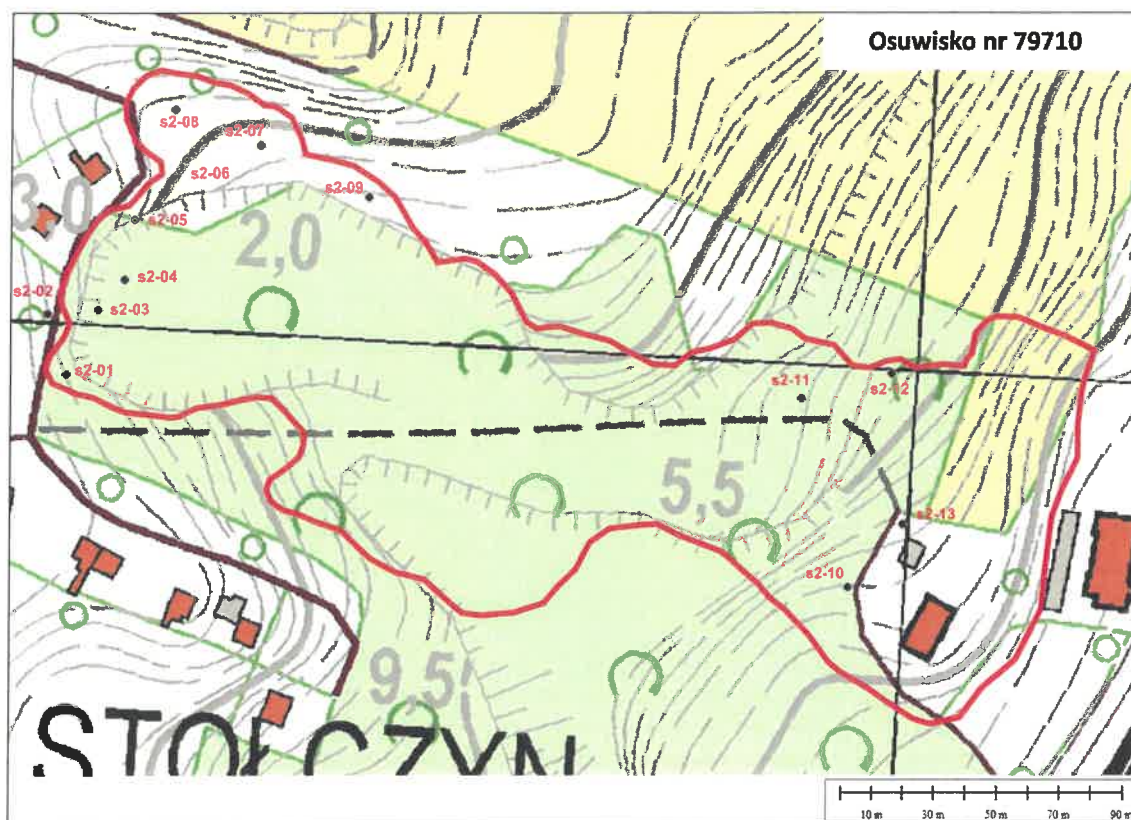 Osuwisko nr 79710
s2-08
s2-07
s2-06
s2-09
3,0
s2-05
2,0
s2-04
s2-02
s2-03
s2-01
s2-11
s2-12
5,5
s2-13
s2-10
9,5
STOŁCZYN
10 m 30 m 50 m 70 m 90 m